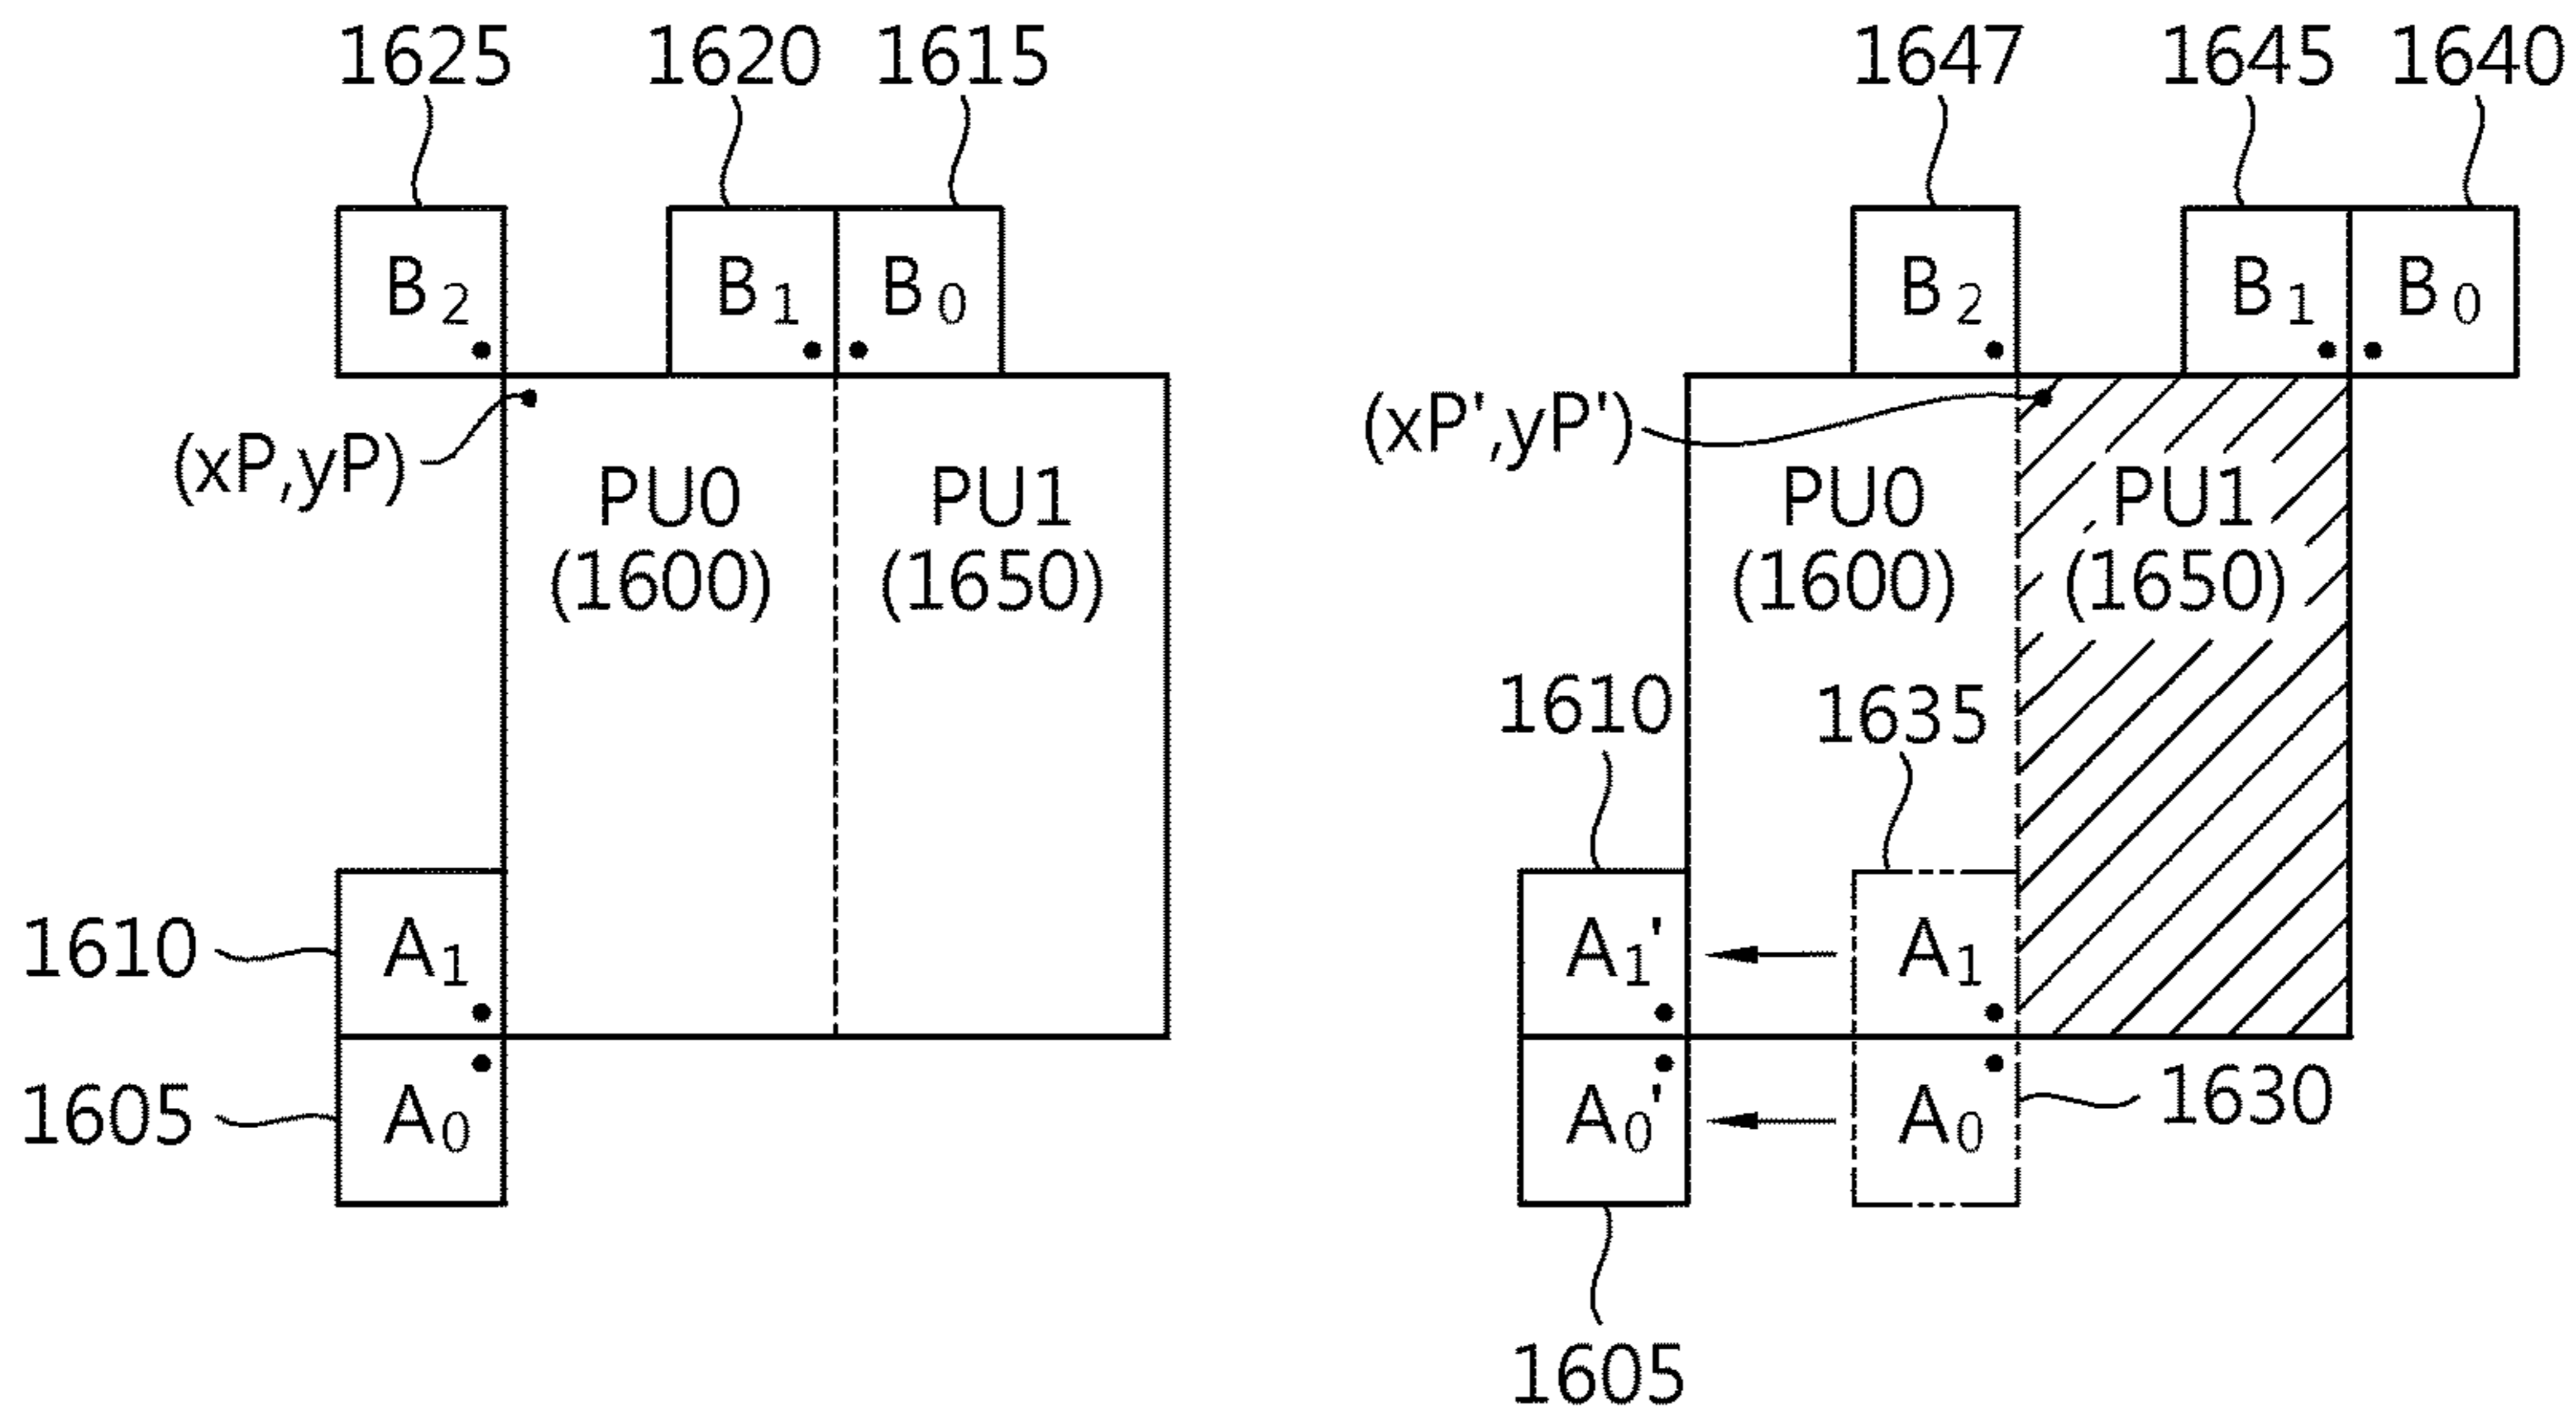 1625 1620 1615
B2 B1 B0
(xP,yP)
PU0 PU1
(1600) (1650)
1610 A1
1605 A0
1647 1645 1640
B2 B1 B0
(xP',yP')
PU0 PU1
(1600) (1650)
1610 1635
A1' A1
A0' A0 1630
1605